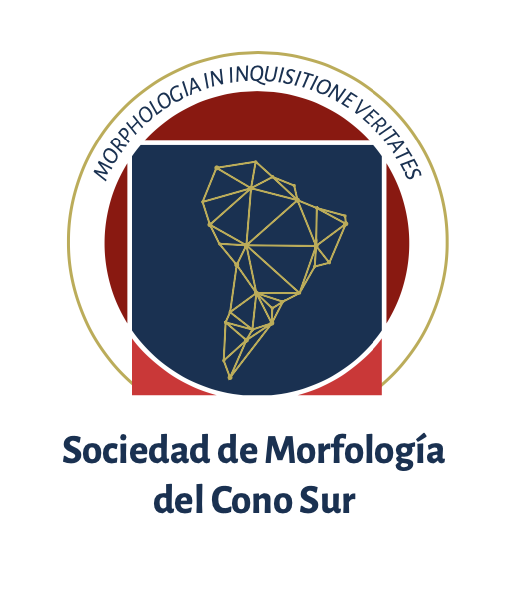 MORPHOLOGIA IN INQUISITIONE VERITATES
Sociedad de Morfología
del Cono Sur